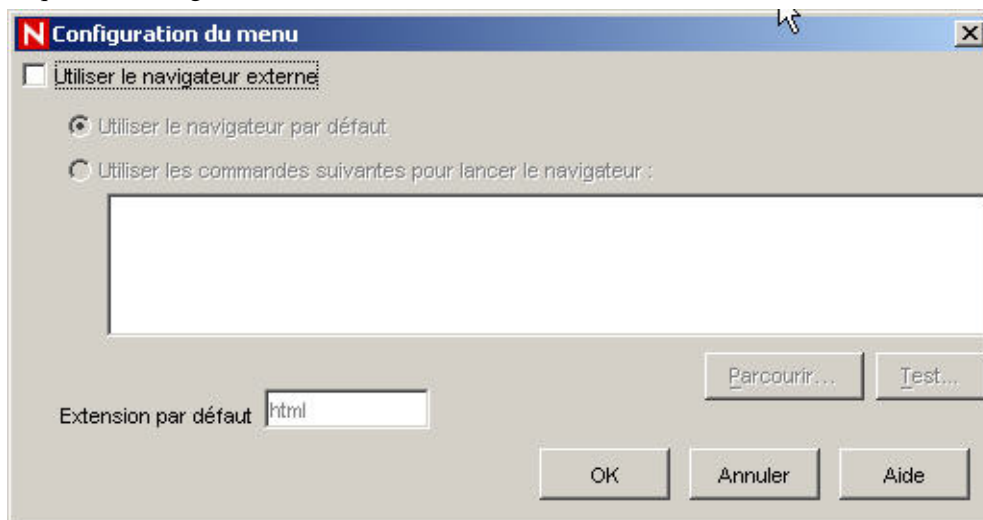 N Configuration du menu
Utiliser le navigateur externe
Utiliser le navigateur par défaut
Utiliser les commandes suivantes pour lancer le navigateur :
Parcourir... Test...
Extension par défaut html
OK Annuler Aide